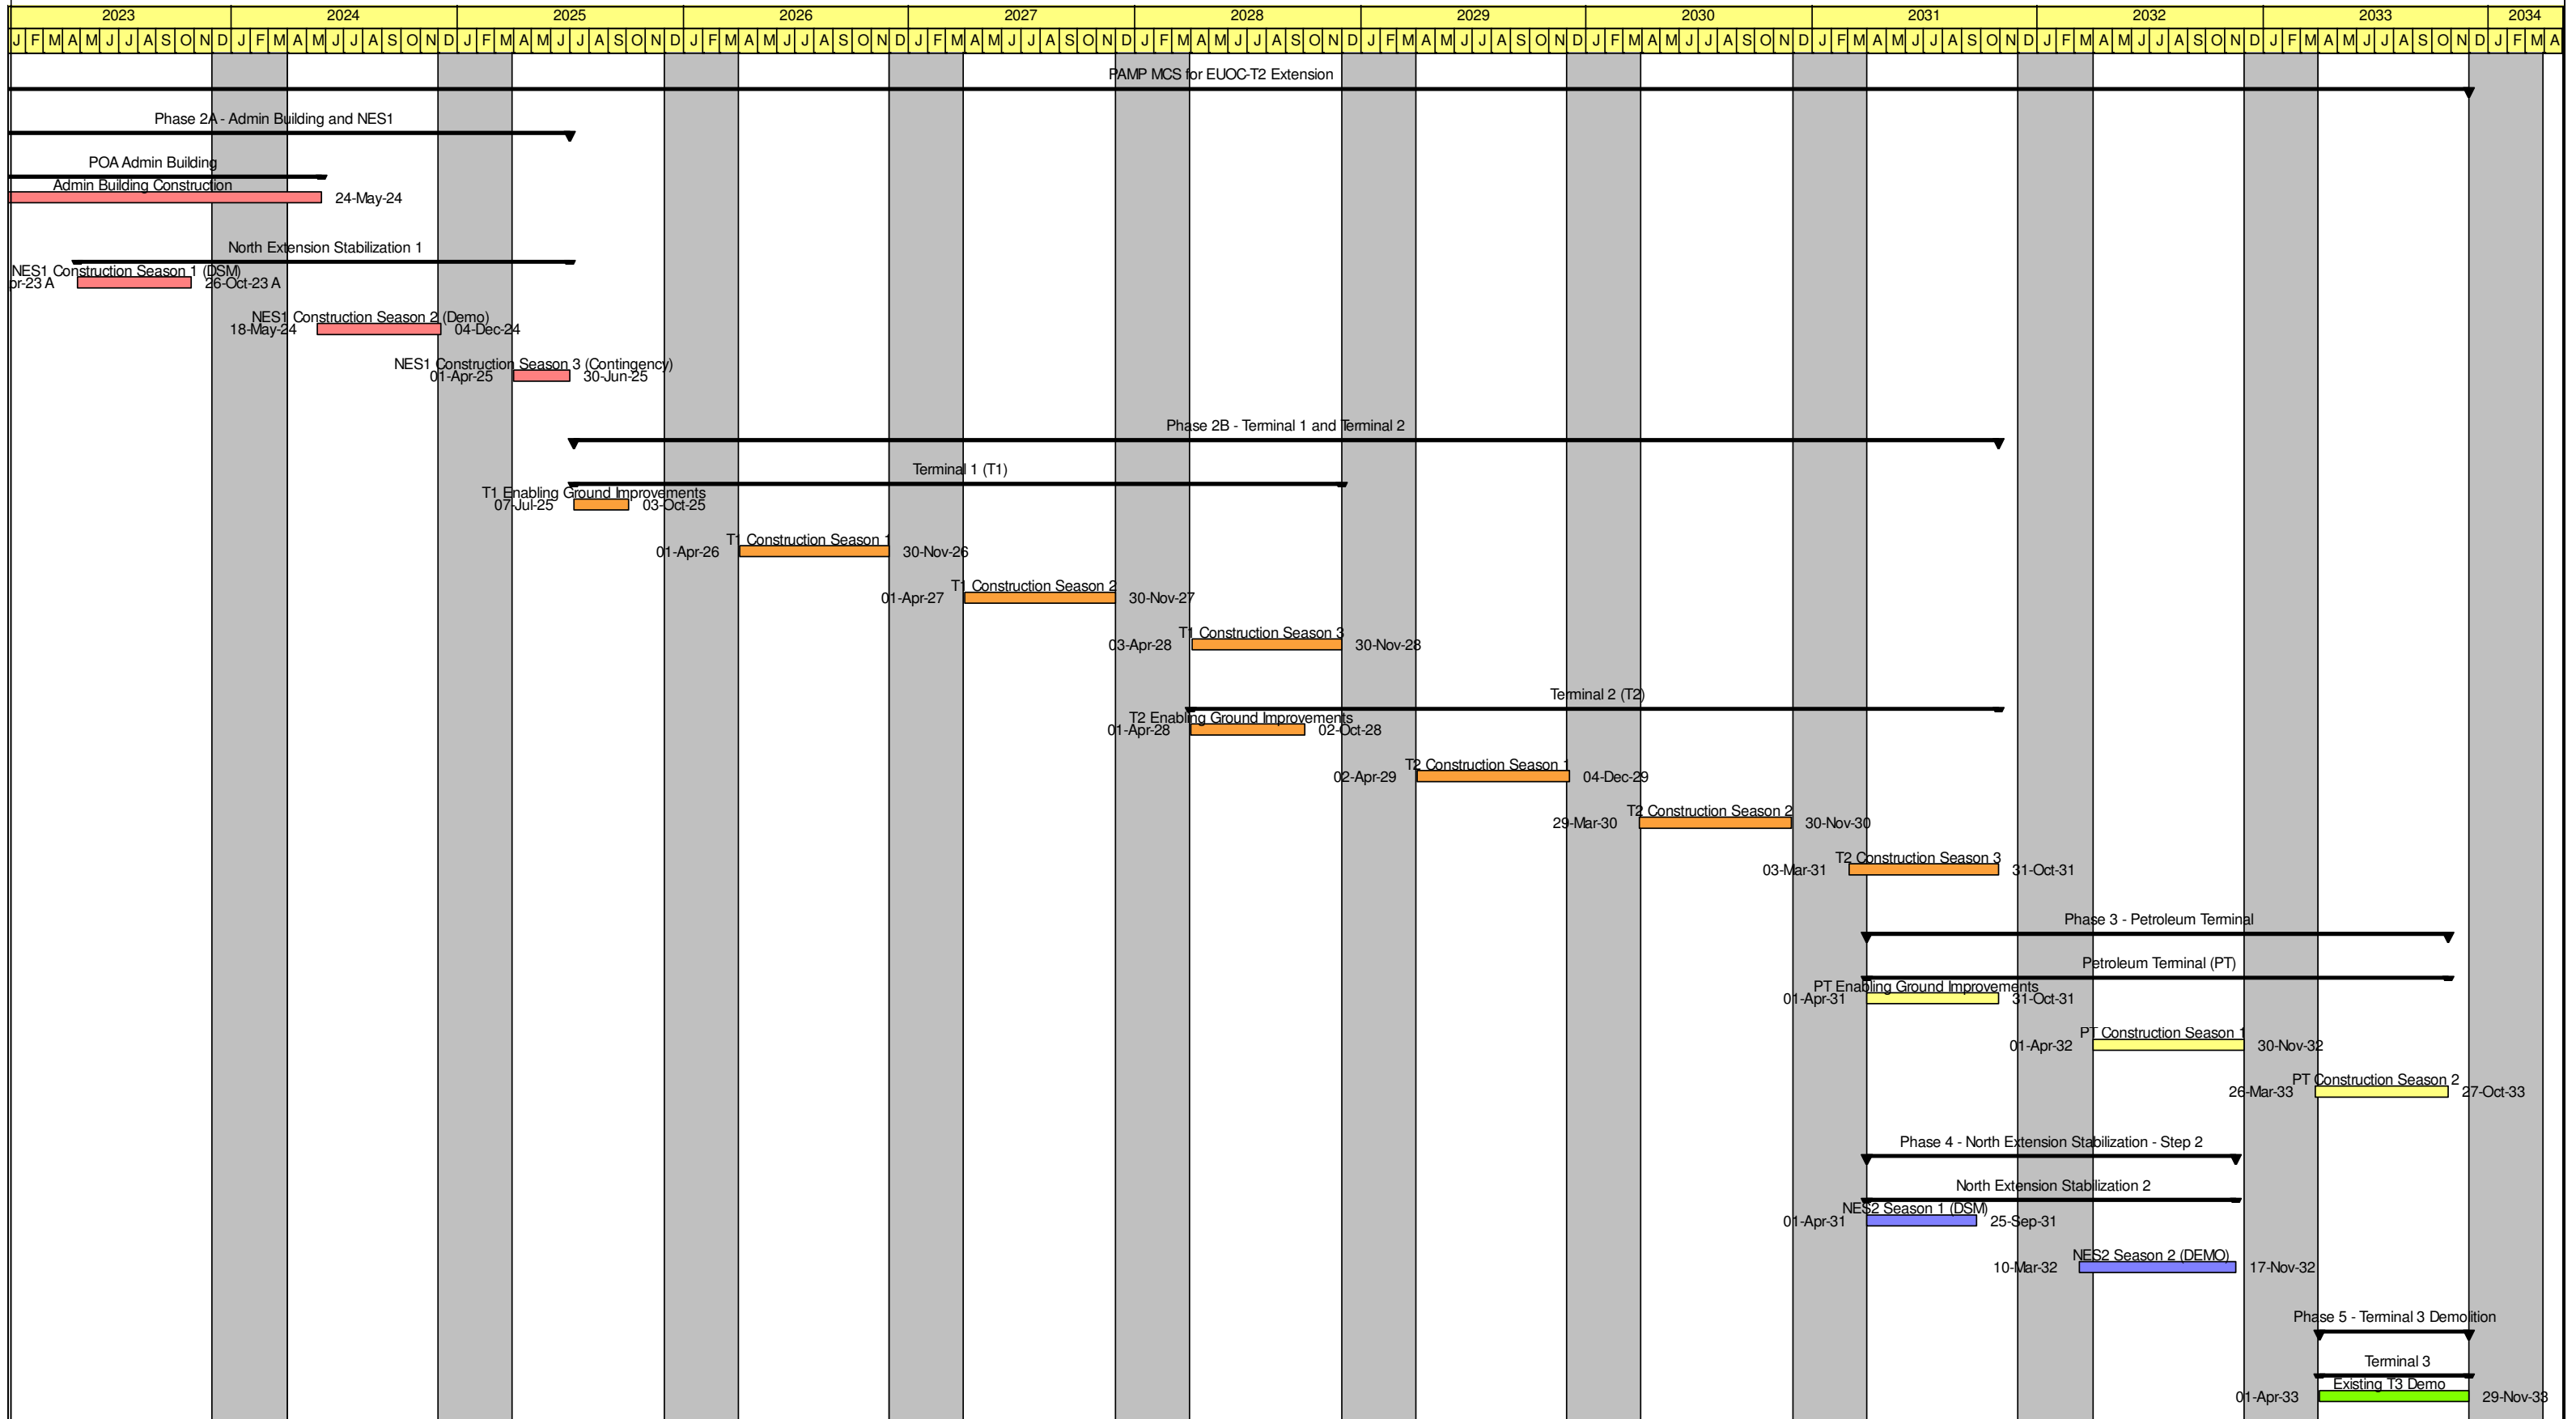 2023 2024 2025 2026 2027 2028 2029 2030 2031 2032 2033 2034
J F M A M J J A S O N D J F M A M J J A S O N D J F M A M J J A S O N D J F M A M J J A S O N D J F M A M J J A S O N D J F M A M J J A S O N D J F M A M J J A S O N D J F M A M J J A S O N D J F M A M J J A S O N D J F M A M J J A S O N D J F M A M J J A S O N D J F M A
PAMP MCS for EUOC-T2 Extension
Phase 2A - Admin Building and NES1
POA Admin Building
Admin Building Construction
24-May-24
North Extension Stabilization 1
NES1 Construction Season 1 (DSM)
pr-23 A 26-Oct-23 A
NES1 Construction Season 2 (Demo)
18-May-24 04-Dec-24
NES1 Construction Season 3 (Contingency)
01-Apr-25 30-Jun-25
Phase 2B - Terminal 1 and Terminal 2
Terminal 1 (T1)
T1 Enabling Ground Improvements
07-Jul-25 03-Oct-25
T1 Construction Season 1
01-Apr-26 30-Nov-26
T1 Construction Season 2
01-Apr-27 30-Nov-27
T1 Construction Season 3
03-Apr-28 30-Nov-28
Terminal 2 (T2)
T2 Enabling Ground Improvements
01-Apr-28 02-Oct-28
T2 Construction Season 1
02-Apr-29 04-Dec-29
T2 Construction Season 2
29-Mar-30 30-Nov-30
T2 Construction Season 3
03-Mar-31 31-Oct-31
Phase 3 - Petroleum Terminal
Petroleum Terminal (PT)
PT Enabling Ground Improvements
01-Apr-31 31-Oct-31
PT Construction Season 1
01-Apr-32 30-Nov-32
PT Construction Season 2
26-Mar-33 27-Oct-33
Phase 4 - North Extension Stabilization - Step 2
North Extension Stabilization 2
NES2 Season 1 (DSM)
01-Apr-31 25-Sep-31
NES2 Season 2 (DEMO)
10-Mar-32 17-Nov-32
Phase 5 - Terminal 3 Demolition
Terminal 3
Existing T3 Demo
01-Apr-33 29-Nov-33